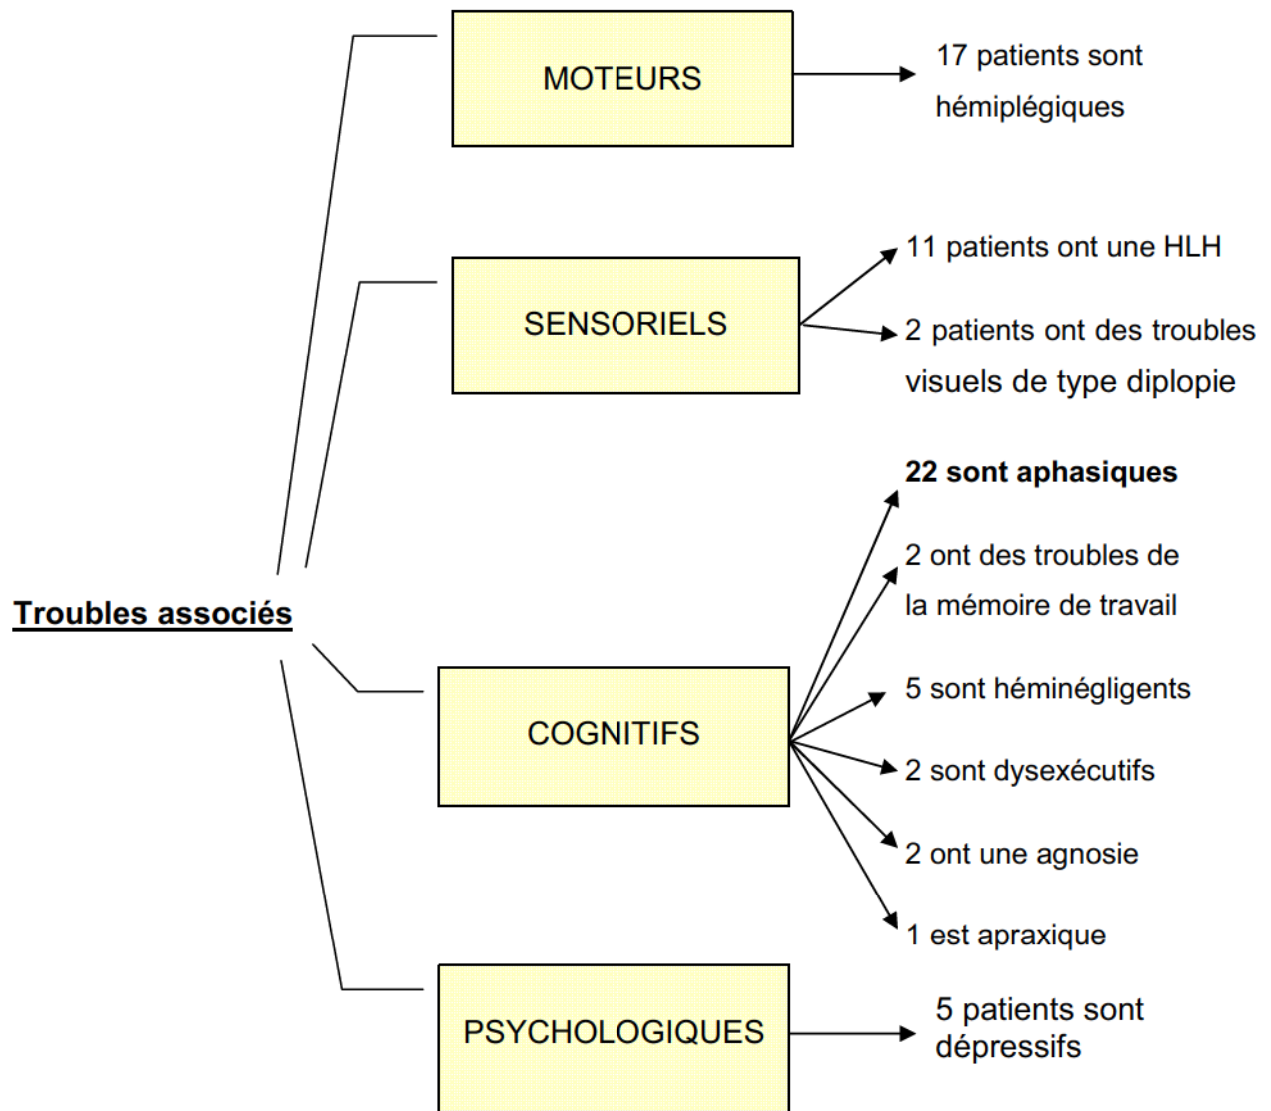 MOTEURS
17 patients sont
hémiplégiques
SENSORIELS
11 patients ont une HLH
2 patients ont des troubles
visuels de type diplopie
22 sont aphasiques
2 ont des troubles de
la mémoire de travail
Troubles associés
5 sont héminégligents
COGNITIFS
2 sont dysexécutifs
2 ont une agnosie
1 est apraxique
PSYCHOLOGIQUES
5 patients sont
dépressifs